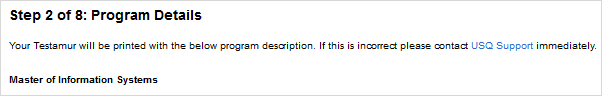 Step 2 of 8: Program Details
Your Testamur will be printed with the below program description. If this is incorrect please contact USQ Support immediately.
Master of Information Systems